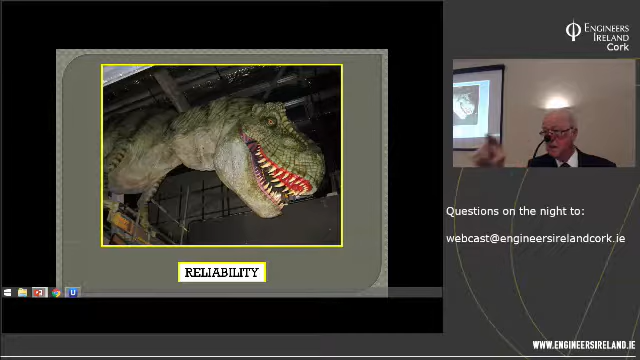 ENGINEERS
IRELAND
Cork
RELIABILITY
Questions on the night to:
webcast@engineersirelandcork.ie
WWW.ENGINEERSIRELAND.IE